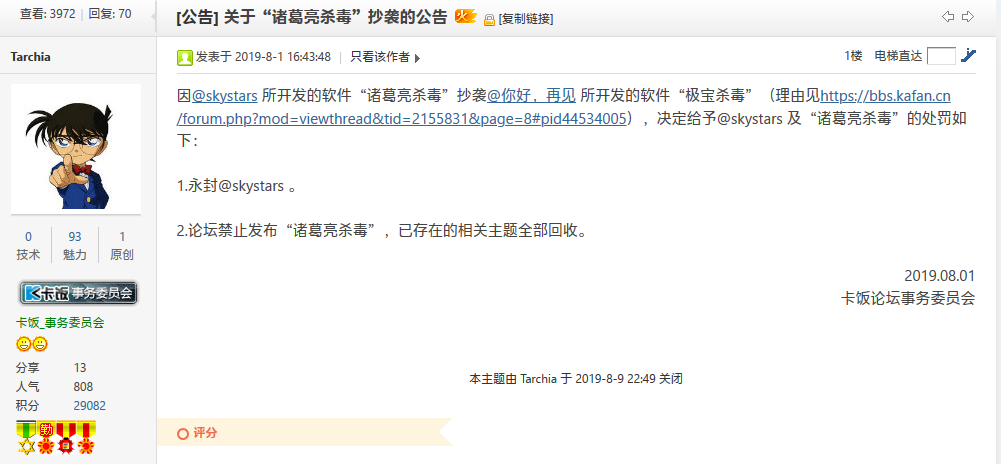 查看: 3972 | 回复: 70
[公告] 关于“诸葛亮杀毒”抄袭的公告 火 [复制链接]
Tarchia
发表于 2019-8-1 16:43:48 | 只看该作者
1楼 电梯直达
因@skystars 所开发的软件“诸葛亮杀毒”抄袭@你好，再见 所开发的软件“极宝杀毒”（理由见https://bbs.kafan.cn
/forum.php?mod=viewthread&tid=2155831&page=8#pid44534005），决定给予@skystars 及“诸葛亮杀毒”的处罚如
下：
1.永封@skystars 。
2.论坛禁止发布“诸葛亮杀毒”，已存在的相关主题全部回收。
2019.08.01
卡饭论坛事务委员会
本主题由 Tarchia 于 2019-8-9 22:49 关闭
评分
0 93 1
技术 魅力 原创
卡饭 事务委员会
卡饭_事务委员会
分享 13
人气 808
积分 29082
勤